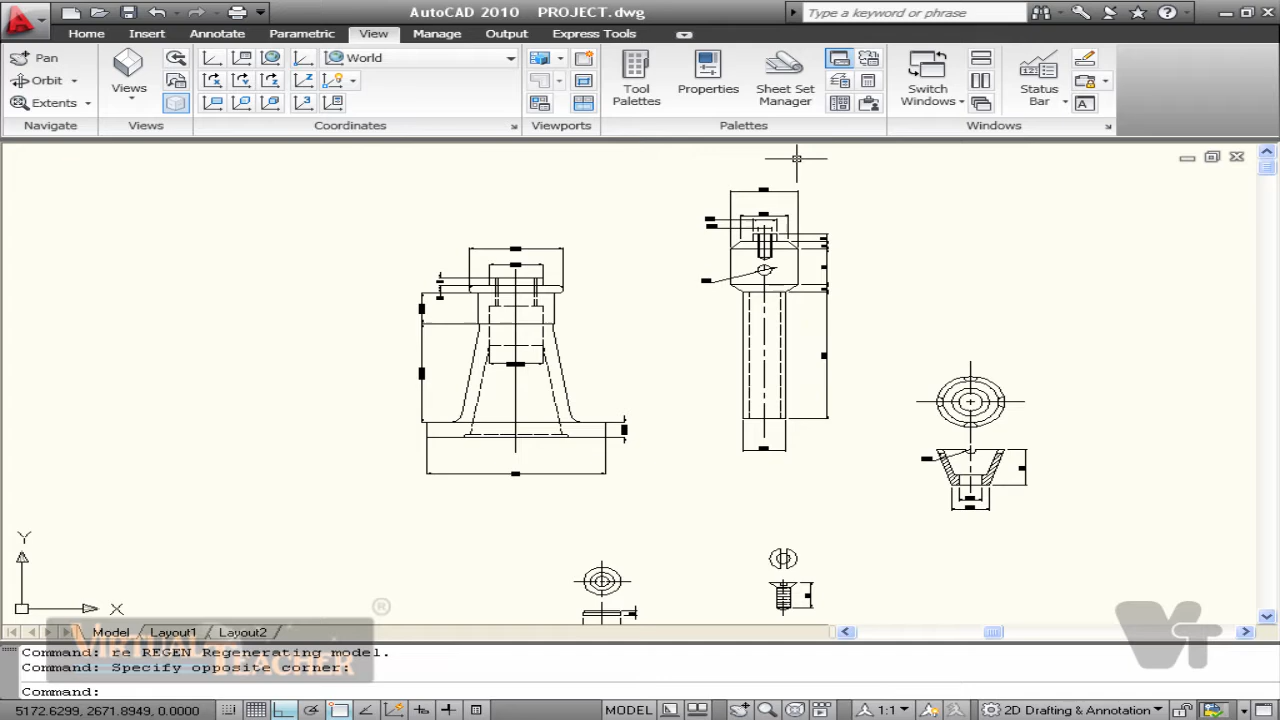 AutoCAD 2010 PROJECT.dwg
Type a keyword or phrase
Home Insert Annotate Parametric View Manage Output Express Tools
Pan
Orbit
Extents
Views
World
Tool Palettes
Properties
Sheet Set Manager
Switch Windows
Status Bar
Navigate Views Coordinates Viewports Palettes Windows
Y
X
®
Model Layout1 Layout2
VIRTUAL
TEACHER
VT
Command: re REGEN Regenerating model.
Command: Specify opposite corner:
Command:
5172.6299, 2671.8949, 0.0000 MODEL 1:1 2D Drafting & Annotation